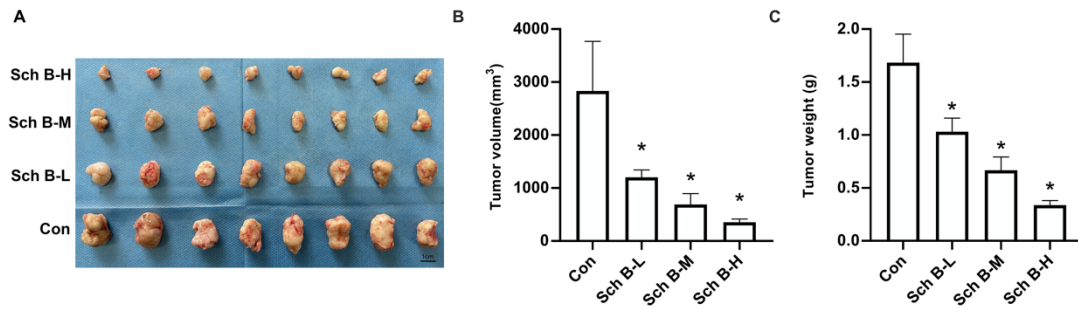 A
Sch B-H
Sch B-M
Sch B-L
Con
1cm
B
Tumor volume(mm³)
4000
3000
2000
1000
0
*
*
*
Con
Sch B-L
Sch B-M
Sch B-H
C
Tumor weight (g)
2.0
1.5
1.0
0.5
0.0
*
*
*
Con
Sch B-L
Sch B-M
Sch B-H